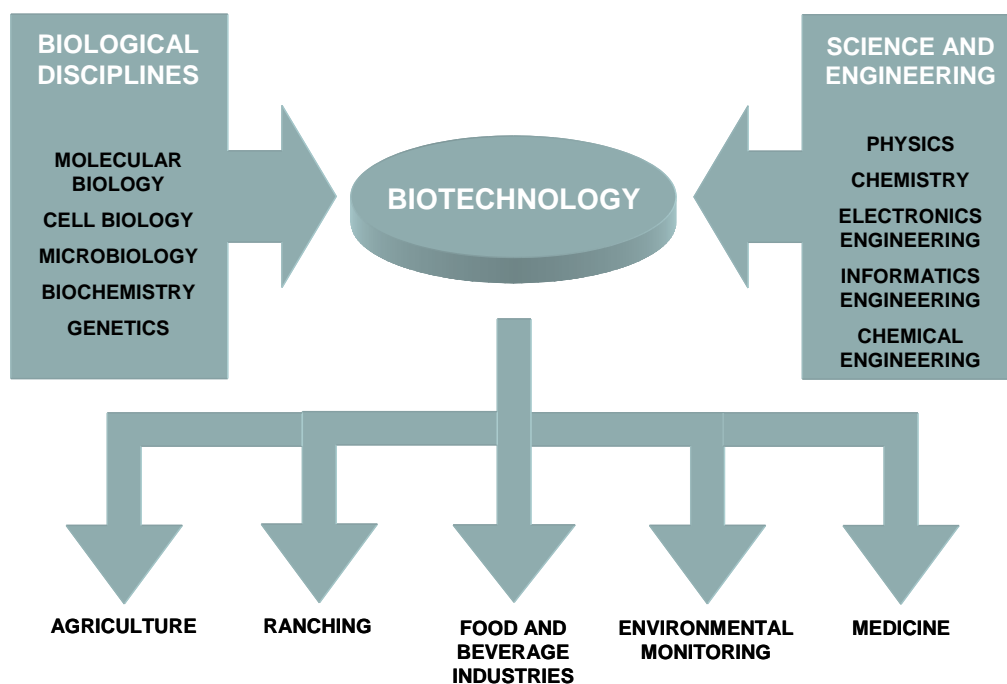 BIOLOGICAL
DISCIPLINES
MOLECULAR
BIOLOGY
CELL BIOLOGY
MICROBIOLOGY
BIOCHEMISTRY
GENETICS
BIOTECHNOLOGY
SCIENCE AND
ENGINEERING
PHYSICS
CHEMISTRY
ELECTRONICS
ENGINEERING
INFORMATICS
ENGINEERING
CHEMICAL
ENGINEERING
AGRICULTURE
RANCHING
FOOD AND
BEVERAGE
INDUSTRIES
ENVIRONMENTAL
MONITORING
MEDICINE